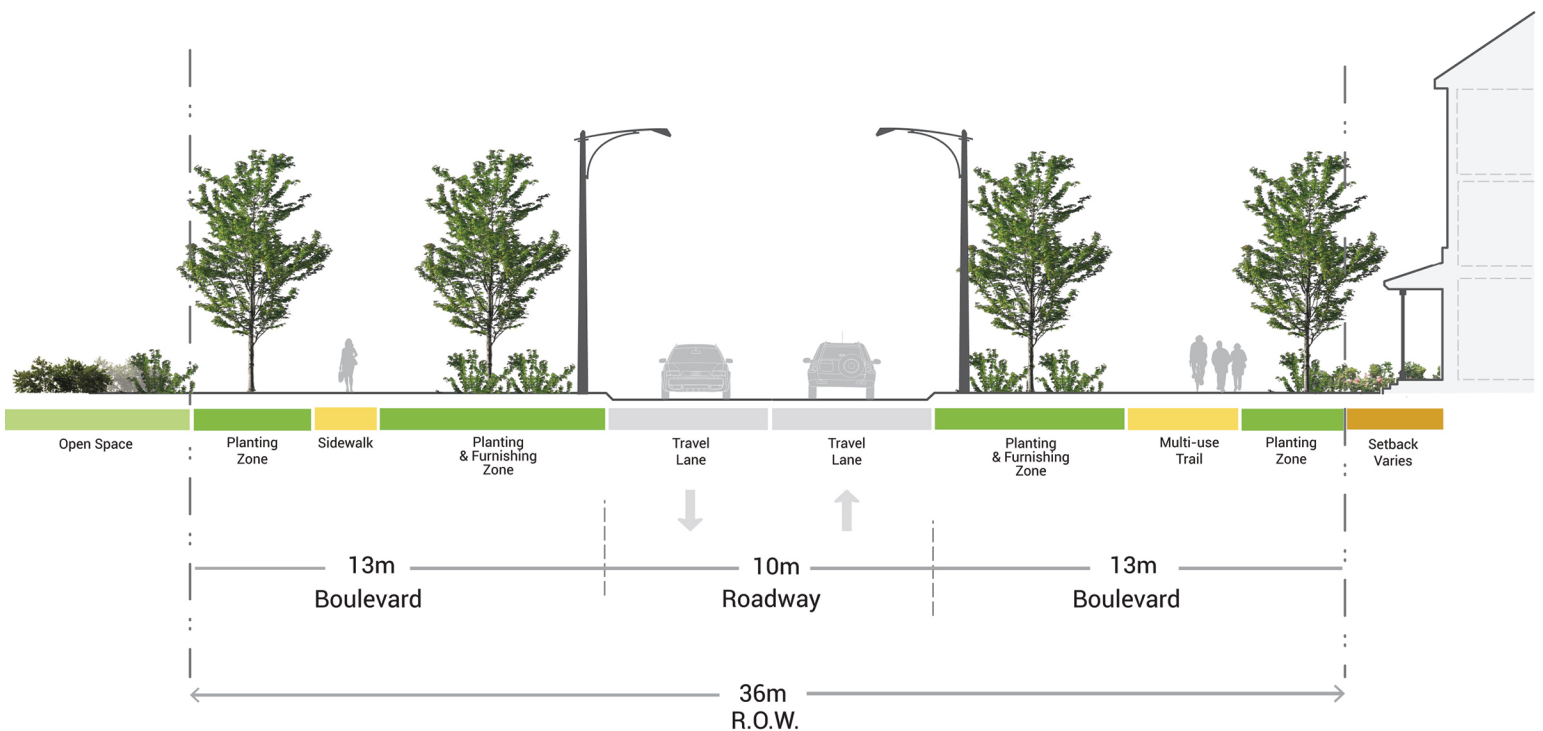 Open Space
Planting
Zone
Sidewalk
Planting
& Furnishing
Zone
Travel
Lane
Travel
Lane
Planting
& Furnishing
Zone
Multi-use
Trail
Planting
Zone
Setback
Varies
13m
Boulevard
10m
Roadway
13m
Boulevard
36m
R.O.W.